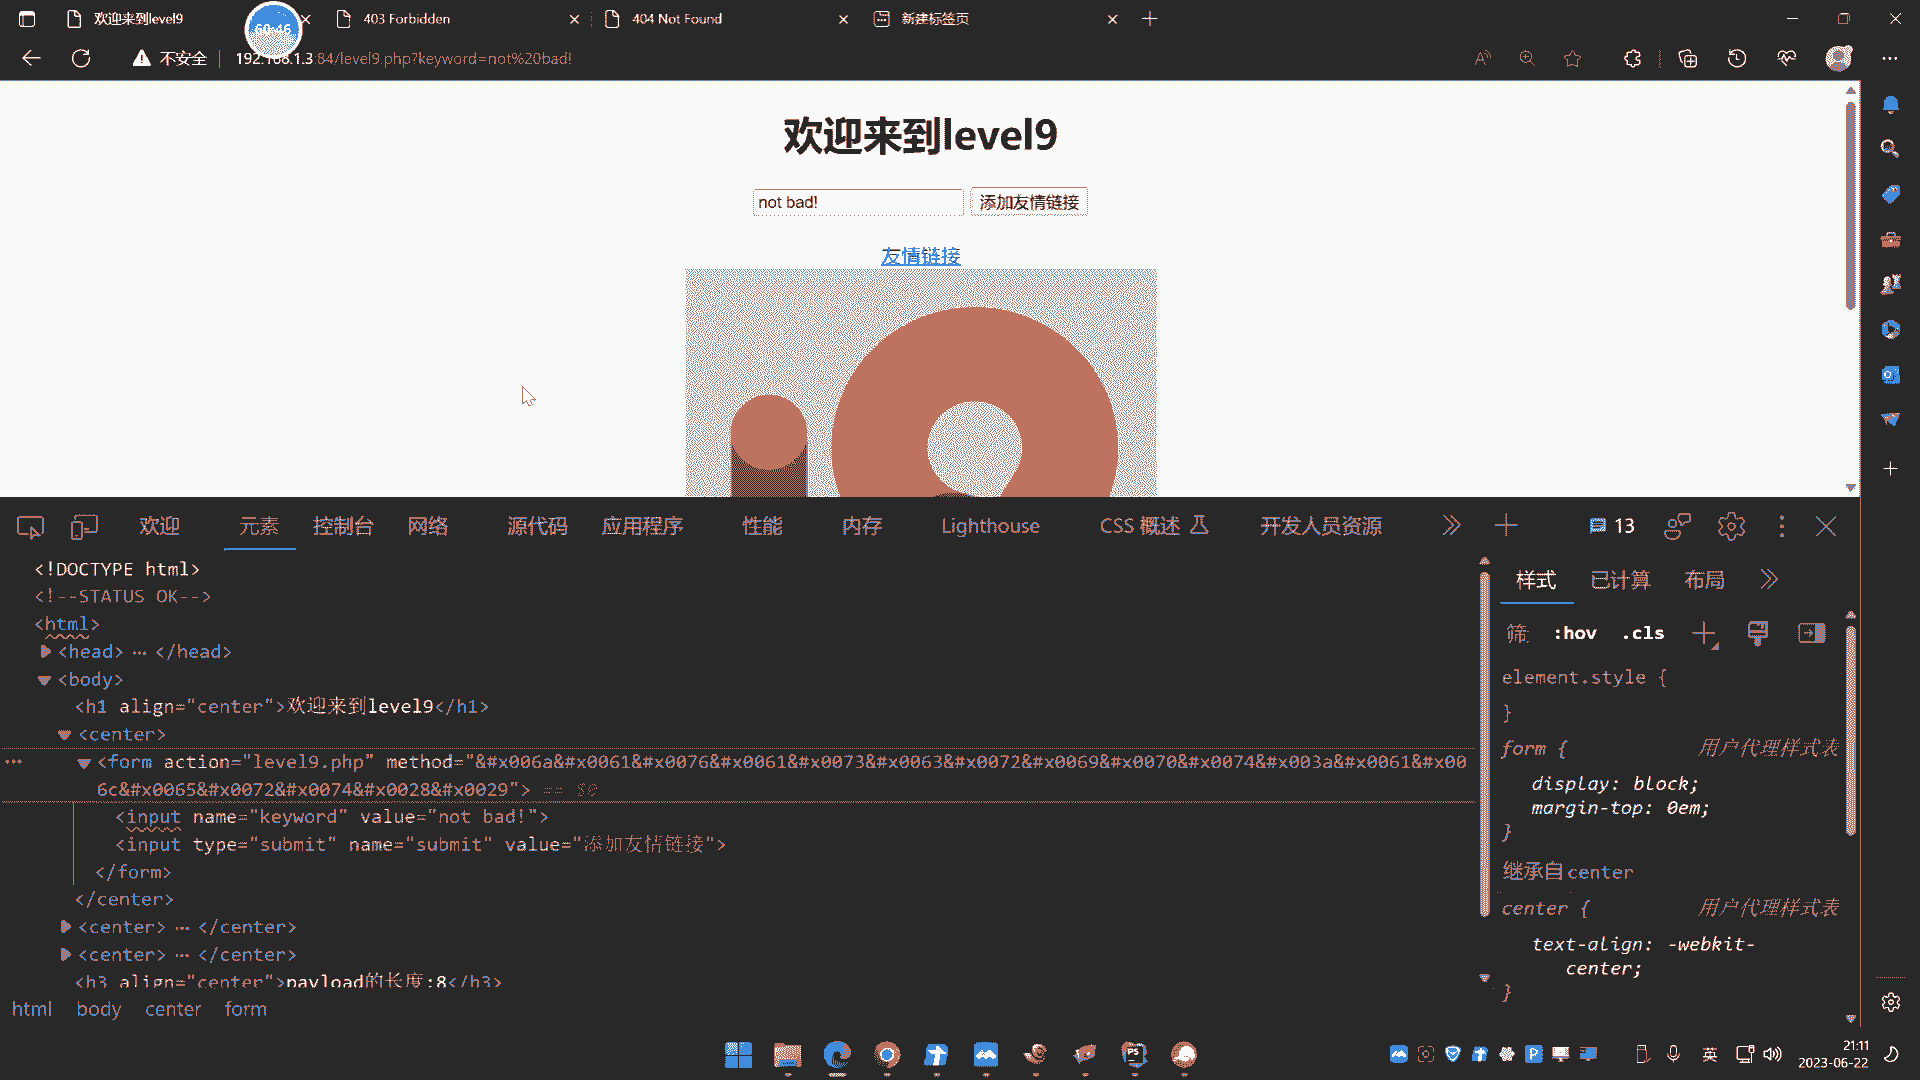 欢迎来到level9
403 Forbidden
404 Not Found
新建标签页
60:46
不安全
192.168.1.3:84/level9.php?keyword=not%20bad!
欢迎来到level9
not bad!
添加友情链接
友情链接
欢迎
元素
控制台
网络
源代码
应用程序
性能
内存
Lighthouse
CSS 概述
开发人员资源
13
<!DOCTYPE html>
<!--STATUS OK-->
<html>
<head> … </head>
<body>
<h1 align="center">欢迎来到level9</h1>
<center>
<form action="level9.php" method="&#x006a&#x0061&#x0076&#x0061&#x0073&#x0063&#x0072&#x0069&#x0070&#x0074&#x003a&#x0061&#x00
6c&#x0065&#x0072&#x0074&#x0028&#x0029"> == $0
<input name="keyword" value="not bad!">
<input type="submit" name="submit" value="添加友情链接">
</form>
</center>
<center> … </center>
<center> … </center>
<h3 align="center">payload的长度:8</h3>
html
body
center
form
样式
已计算
布局
筛
:hov
.cls
element.style {
}
form {
用户代理样式表
display: block;
margin-top: 0em;
}
继承自center
center {
用户代理样式表
text-align: -webkit-
center;
}
英
21:11
2023-06-22